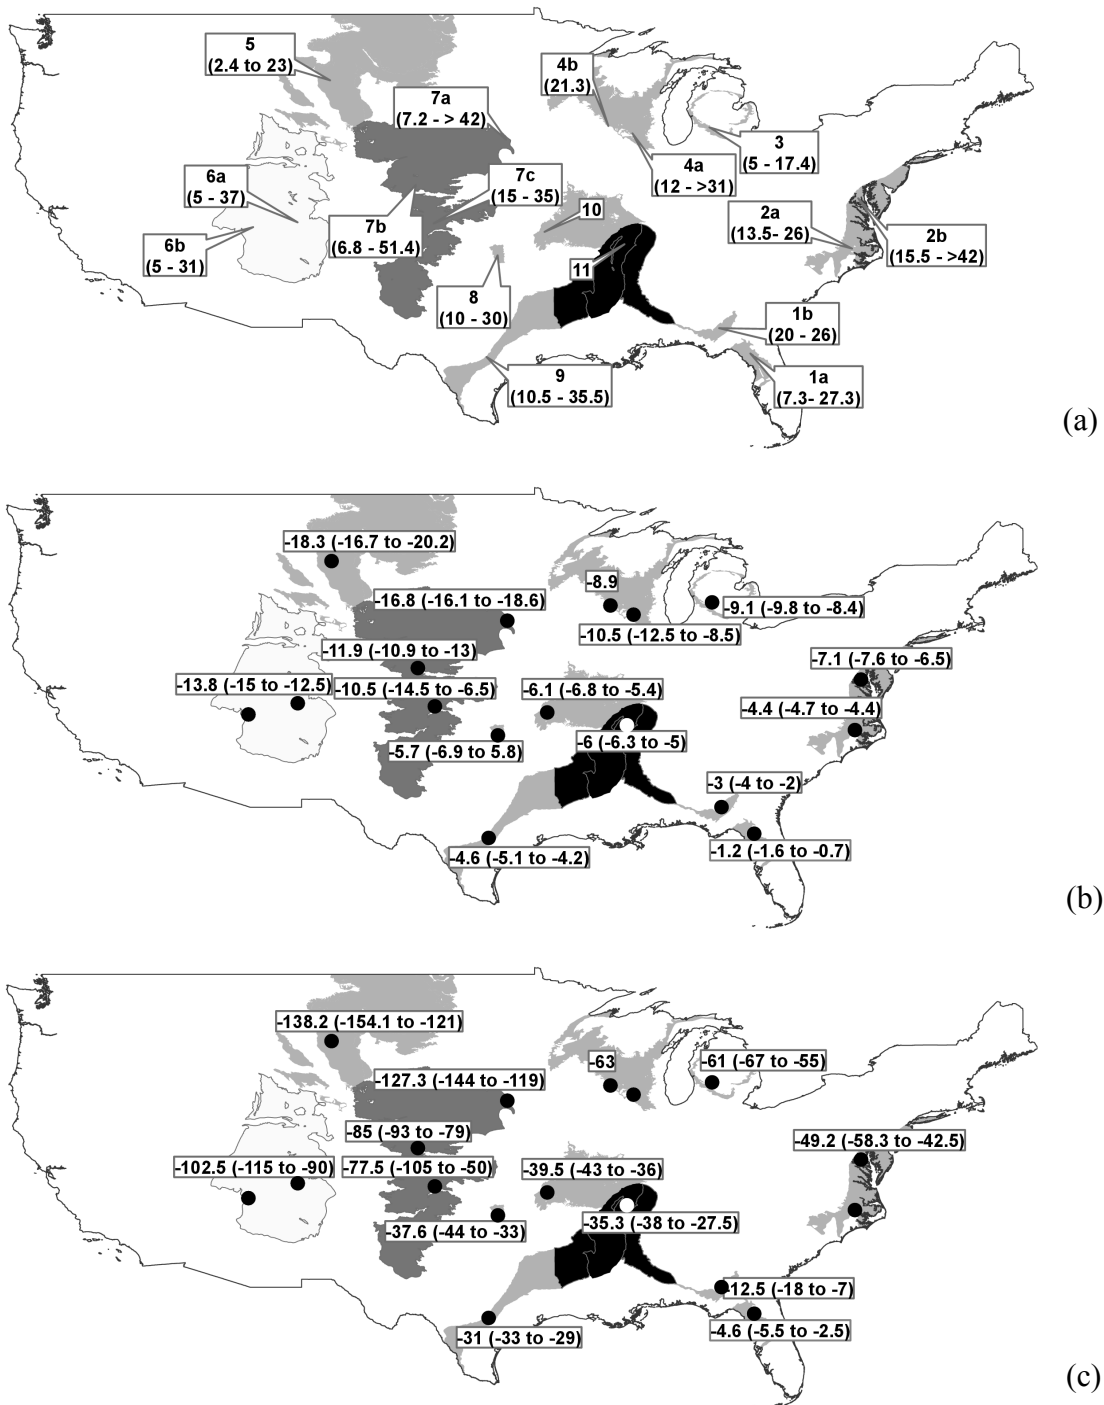 5
(2.4 to 23)
4b
(21.3)
7a
(7.2 - > 42)
3
(5 - 17.4)
4a
(12 - >31)
6a
(5 - 37)
7c
(15 - 35)
10
2a
(13.5- 26)
7b
(6.8 - 51.4)
2b
(15.5 - >42)
6b
(5 - 31)
11
8
(10 - 30)
1b
(20 - 26)
9
(10.5 - 35.5)
1a
(7.3- 27.3)
(a)
-18.3 (-16.7 to -20.2)
-8.9
-16.8 (-16.1 to -18.6)
-9.1 (-9.8 to -8.4)
-10.5 (-12.5 to -8.5)
-11.9 (-10.9 to -13)
-7.1 (-7.6 to -6.5)
-13.8 (-15 to -12.5)
-10.5 (-14.5 to -6.5)
-6.1 (-6.8 to -5.4)
-4.4 (-4.7 to -4.4)
-5.7 (-6.9 to 5.8)
-6 (-6.3 to -5)
-3 (-4 to -2)
-4.6 (-5.1 to -4.2)
-1.2 (-1.6 to -0.7)
(b)
-138.2 (-154.1 to -121)
-63
-61 (-67 to -55)
-127.3 (-144 to -119)
-85 (-93 to -79)
-49.2 (-58.3 to -42.5)
-102.5 (-115 to -90)
-77.5 (-105 to -50)
-39.5 (-43 to -36)
-37.6 (-44 to -33)
-35.3 (-38 to -27.5)
-12.5 (-18 to -7)
-31 (-33 to -29)
-4.6 (-5.5 to -2.5)
(c)